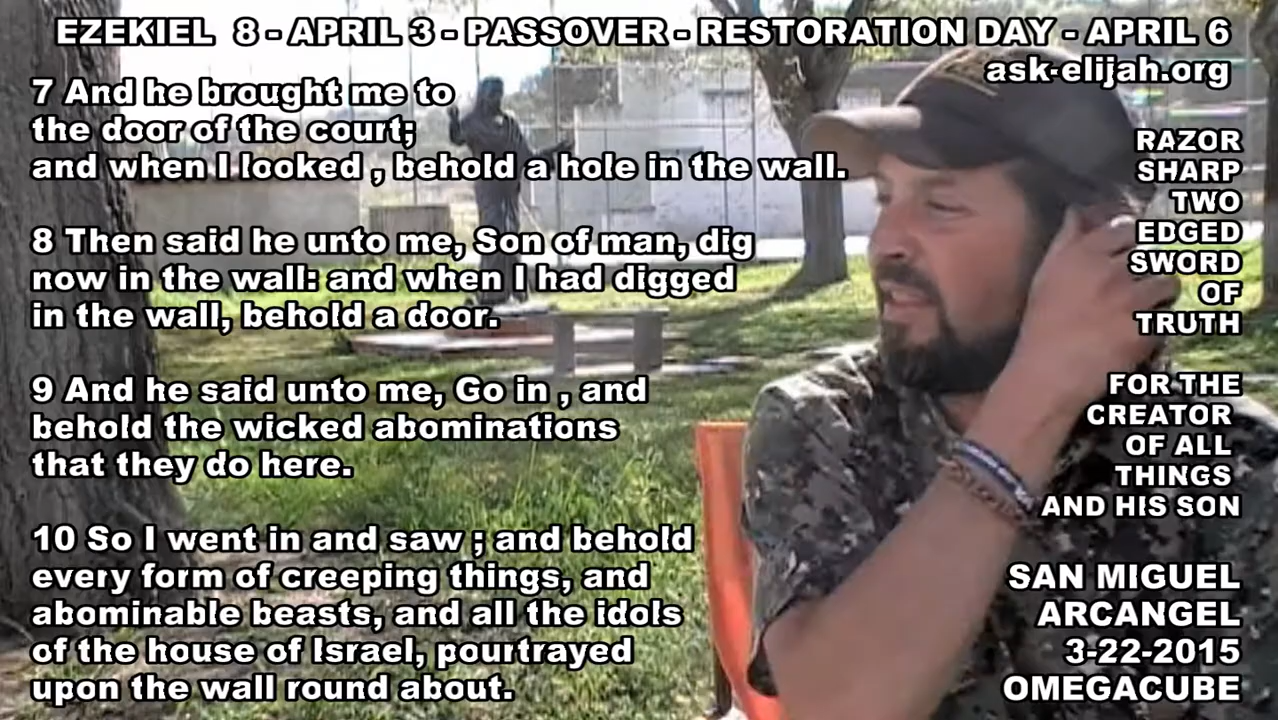 EZEKIEL 8 - APRIL 3 - PASSOVER - RESTORATION DAY - APRIL 6
ask-elijah.org
7 And he brought me to
the door of the court;
and when I looked , behold a hole in the wall.
8 Then said he unto me, Son of man, dig
now in the wall: and when I had digged
in the wall, behold a door.
9 And he said unto me, Go in , and
behold the wicked abominations
that they do here.
10 So I went in and saw ; and behold
every form of creeping things, and
abominable beasts, and all the idols
of the house of Israel, pourtrayed
upon the wall round about.
RAZOR
SHARP
TWO
EDGED
SWORD
OF
TRUTH
FOR THE
CREATOR
OF ALL
THINGS
AND HIS SON
SAN MIGUEL
ARCANGEL
3-22-2015
OMEGACUBE